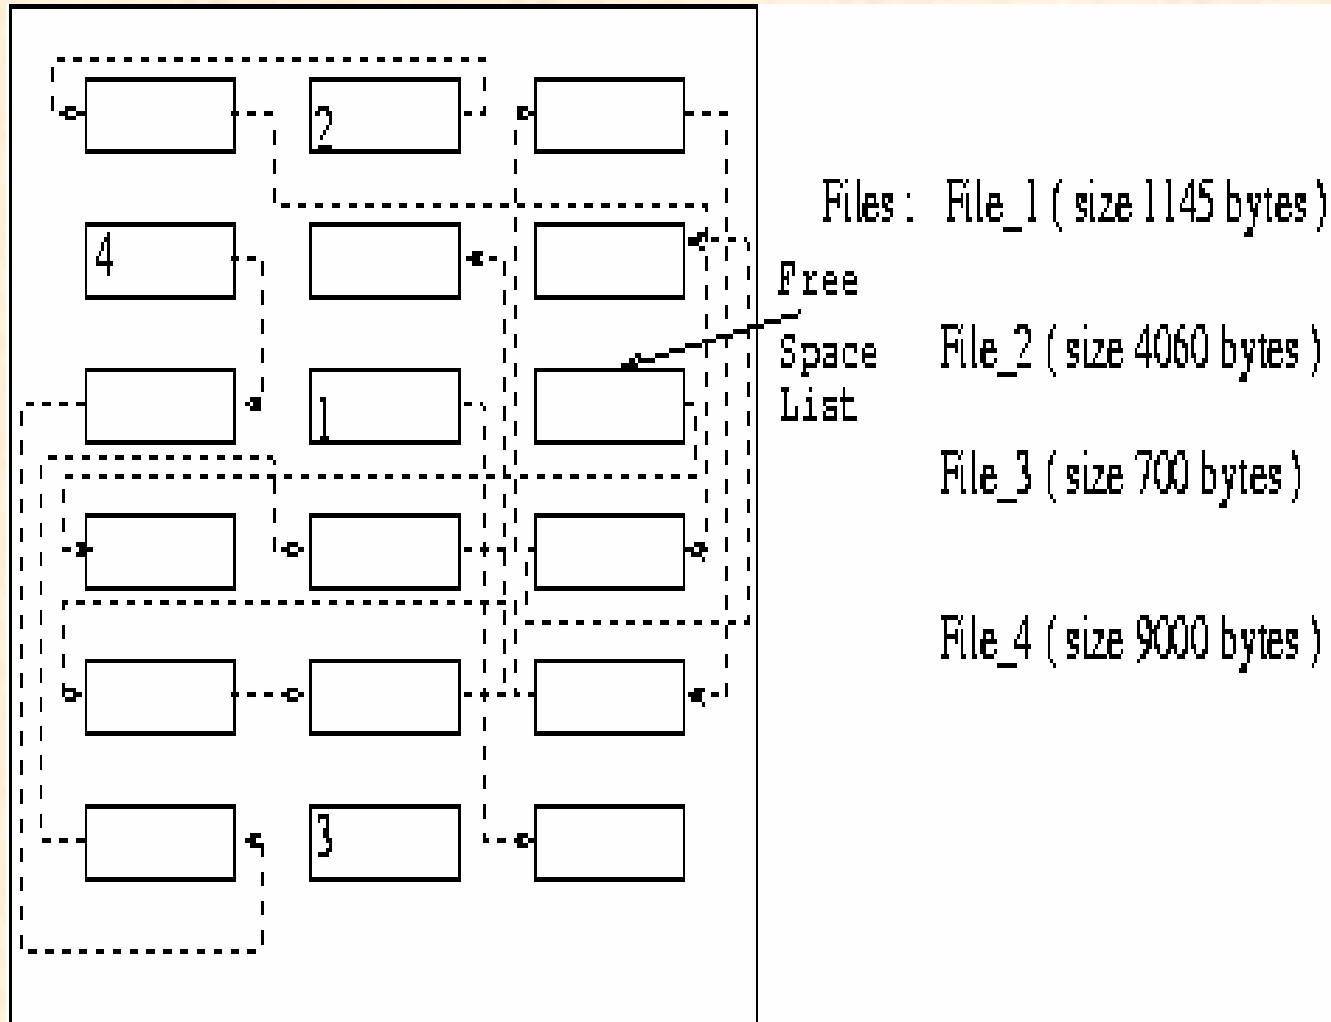 2
Files : File_1 ( size 1145 bytes )
4
Free
Space
List
File_2 ( size 4060 bytes )
1
File_3 ( size 700 bytes )
File_4 ( size 9000 bytes )
3